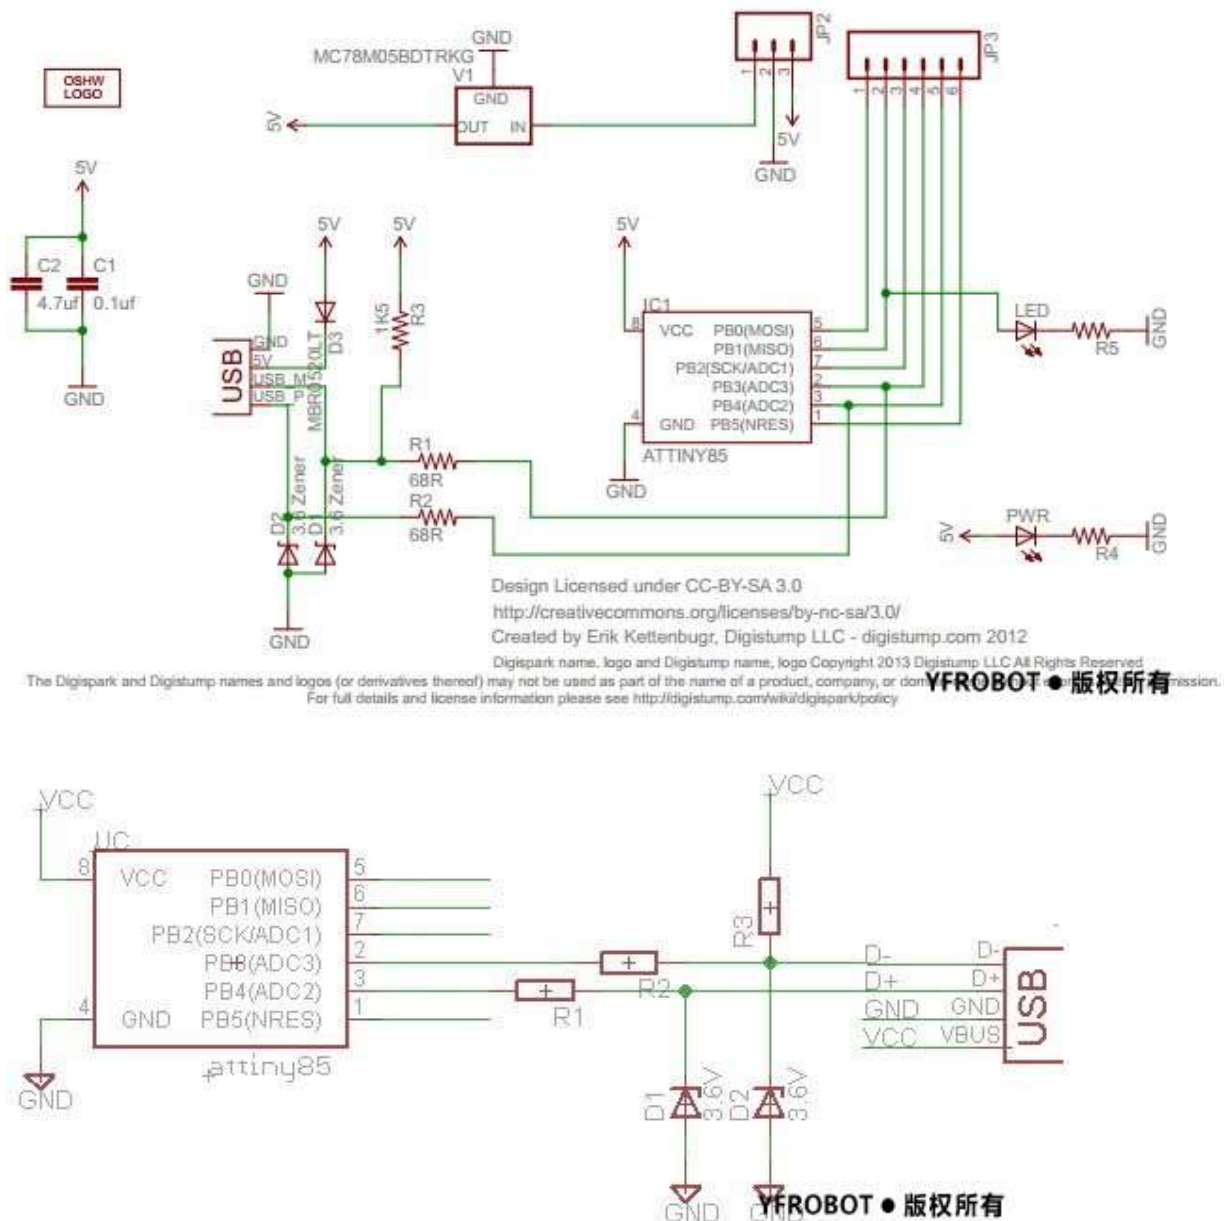 OSHW
LOGO
MC78M05BDTRKG
V1
GND
GND
OUT IN
5V
JP2
1
2
3
5V
GND
JP3
1
2
3
4
5
6
5V
C2
4.7uf
C1
0.1uf
GND
GND
5V
D3
MBR0520LT
5V
1K5
R3
USB
GND
5V
USB_M
USB_P
R1
68R
R2
68R
D2
3.6 Zener
D1
3.6 Zener
GND
5V
IC1
8 VCC PB0(MOSI) 5
PB1(MISO) 6
PB2(SCK/ADC1) 7
PB3(ADC3) 2
PB4(ADC2) 3
4 GND PB5(NRES) 1
ATTINY85
GND
LED
R5
GND
5V
PWR
R4
GND
Design Licensed under CC-BY-SA 3.0
http://creativecommons.org/licenses/by-nc-sa/3.0/
Created by Erik Kettenbugr, Digistump LLC - digistump.com 2012
Digispark name, logo and Digistump name, logo Copyright 2013 Digistump LLC All Rights Reserved
The Digispark and Digistump names and logos (or derivatives thereof) may not be used as part of the name of a product, company, or
YFROBOT ● 版权所有
For full details and license information please see http://digistump.com/wiki/digispark/policy
VCC
UC
8 VCC PB0(MOSI) 5
PB1(MISO) 6
PB2(SCK/ADC1) 7
PB3(ADC3) 2
PB4(ADC2) 3
4 GND PB5(NRES) 1
attiny85
GND
VCC
R3
R2
R1
D- D-
D+ D+
GND GND
VCC VBUS
USB
D1
3.6V
D2
3.6V
GND
GND
YFROBOT ● 版权所有